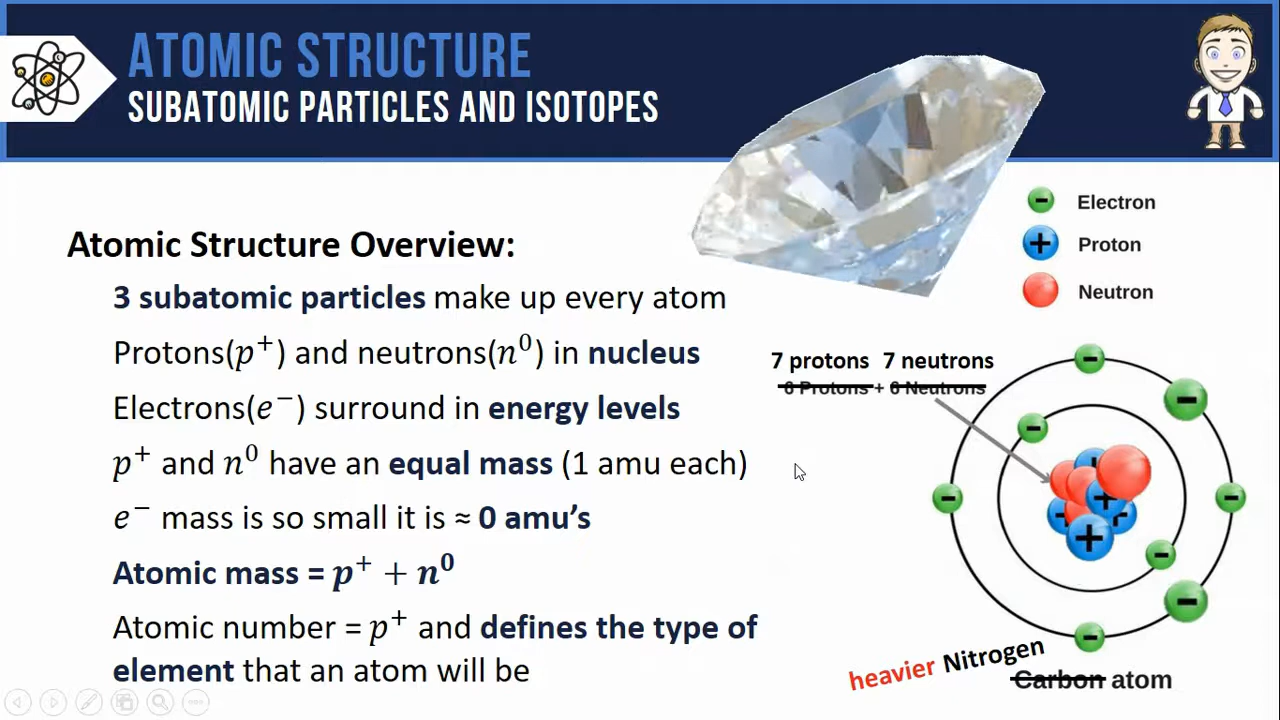 ATOMIC STRUCTURE
SUBATOMIC PARTICLES AND ISOTOPES
Electron
Proton
Neutron
Atomic Structure Overview:
3 subatomic particles make up every atom
Protons(p⁺) and neutrons(n⁰) in nucleus
Electrons(e⁻) surround in energy levels
p⁺ and n⁰ have an equal mass (1 amu each)
e⁻ mass is so small it is ≈ 0 amu’s
Atomic mass = p⁺ + n⁰
Atomic number = p⁺ and defines the type of
element that an atom will be
7 protons 7 neutrons
6 Protons + 6 Neutrons
heavier Nitrogen
Carbon atom